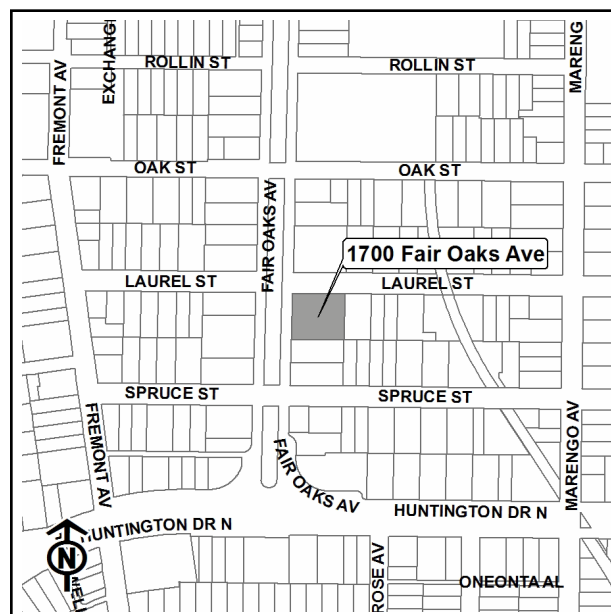 EXCHANG
MARENG
ROLLIN ST
ROLLIN ST
FREMONT AV
OAK ST
OAK ST
FAIR OAKS AV
1700 Fair Oaks Ave
LAUREL ST
LAUREL ST
SPRUCE ST
SPRUCE ST
FREMONT AV
MARENGO AV
FAIR OAKS AV
HUNTINGTON DR N
UNTINGTON DR N
N
ROSE AV
ONEONTA AL